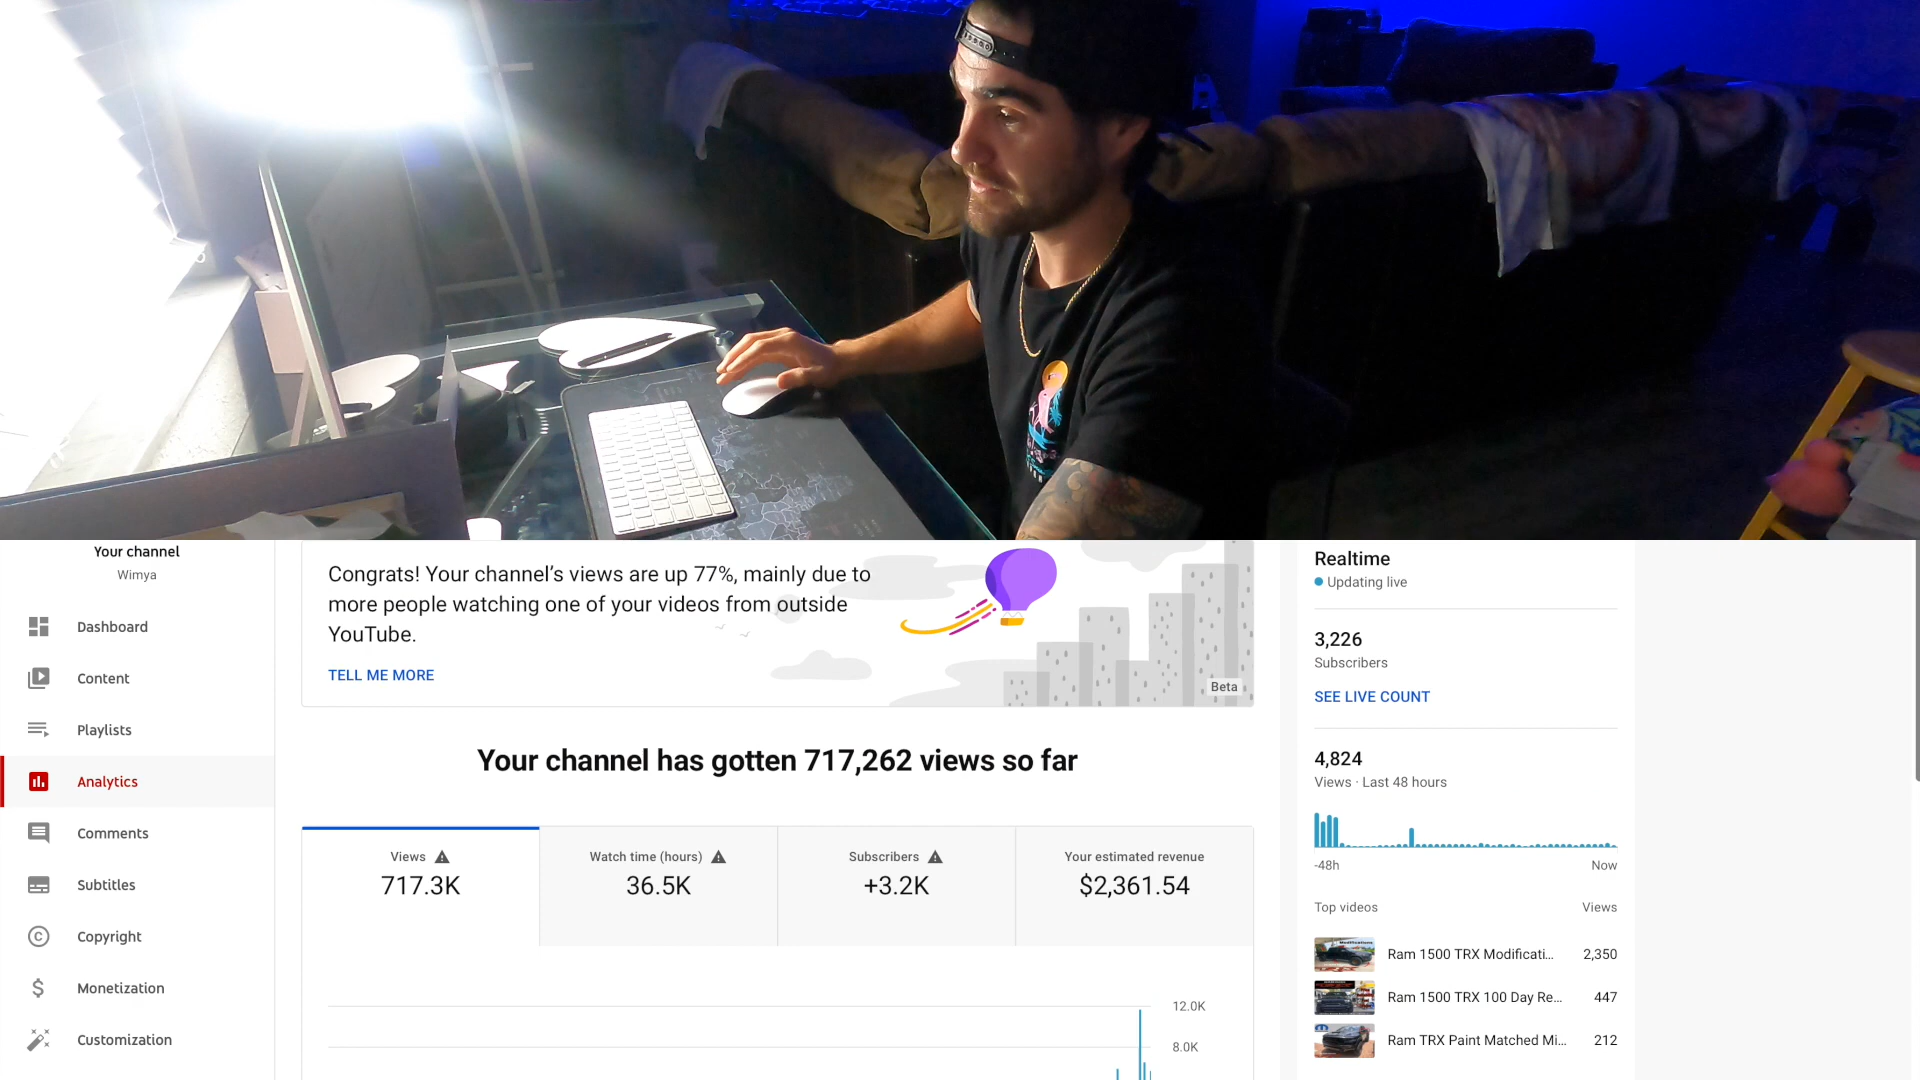 Your channel
Wimya
Dashboard
Content
Playlists
Analytics
Comments
Subtitles
Copyright
Monetization
Customization
Congrats! Your channel’s views are up 77%, mainly due to
more people watching one of your videos from outside
YouTube.
TELL ME MORE
Beta
Your channel has gotten 717,262 views so far
Views
717.3K
Watch time (hours)
36.5K
Subscribers
+3.2K
Your estimated revenue
$2,361.54
12.0K
8.0K
Realtime
Updating live
3,226
Subscribers
SEE LIVE COUNT
4,824
Views · Last 48 hours
-48h
Now
Top videos
Views
Ram 1500 TRX Modificati...
2,350
Ram 1500 TRX 100 Day Re...
447
Ram TRX Paint Matched Mi...
212